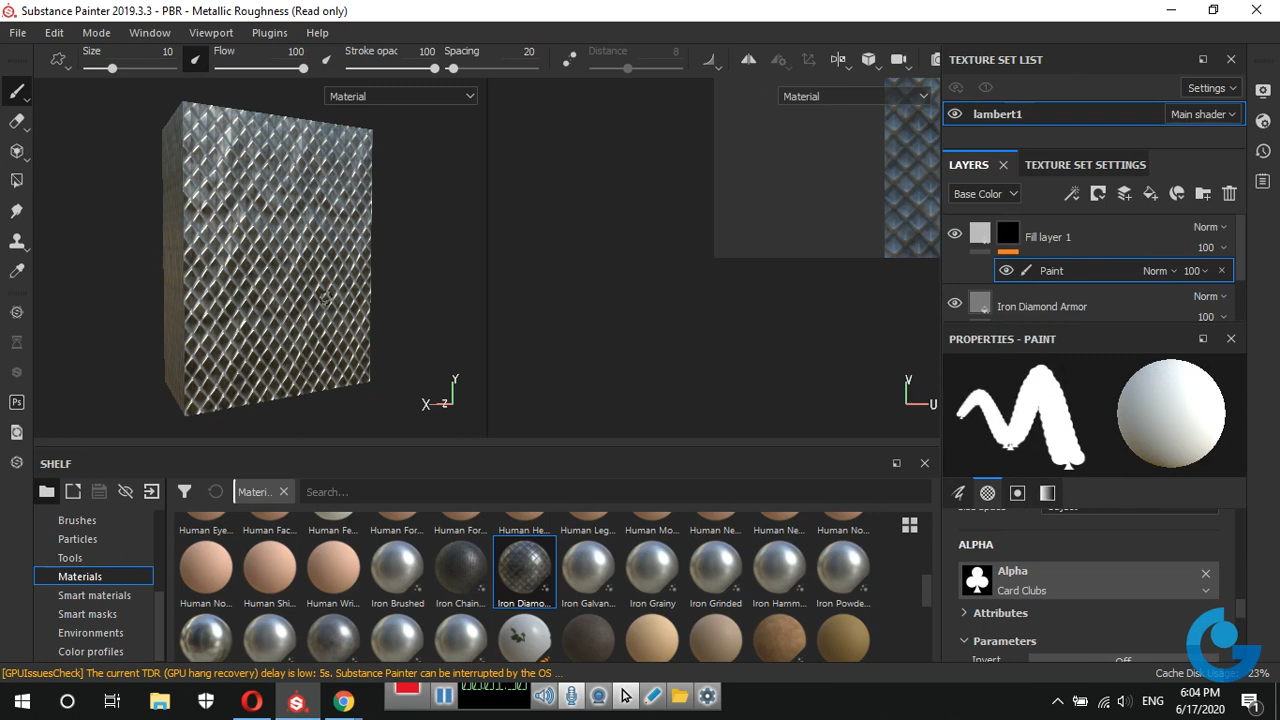 Substance Painter 2019.3.3 - PBR - Metallic Roughness (Read only)
File Edit Mode Window Viewport Plugins Help
Size 10 Flow 100 Stroke opac 100 Spacing 20 Distance 8
Material
Material
Y
X Z
V
U
TEXTURE SET LIST
Settings
lambert1 Main shader
LAYERS TEXTURE SET SETTINGS
Base Color
Fill layer 1 Norm 100
Paint Norm 100
Iron Diamond Armor Norm 100
PROPERTIES - PAINT
ALPHA
Alpha
Card Clubs
Attributes
Parameters
Invert Off
SHELF
Materi.. Search...
Brushes
Particles
Tools
Materials
Smart materials
Smart masks
Environments
Color profiles
Human Eye... Human Fac... Human Fe... Human For... Human For... Human He... Human Leg... Human Mo... Human Ne... Human Ne... Human No...
Human No... Human Shi... Human Wri... Iron Brushed Iron Chain... Iron Diamo... Iron Galvan... Iron Grainy Iron Grinded Iron Hamm... Iron Powde...
[GPUIssuesCheck] The current TDR (GPU hang recovery) delay is low: 5s. Substance Painter can be interrupted by the OS ...
Cache Disk Usage: 23%
Ps
ENG
6:04 PM
6/17/2020
1